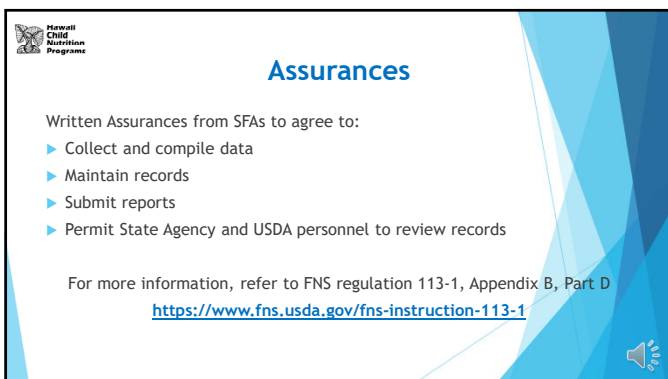 Hawaii
Child
Nutrition
Programs
Assurances
Written Assurances from SFAs to agree to:
Collect and compile data
Maintain records
Submit reports
Permit State Agency and USDA personnel to review records
For more information, refer to FNS regulation 113-1, Appendix B, Part D
https://www.fns.usda.gov/fns-instruction-113-1